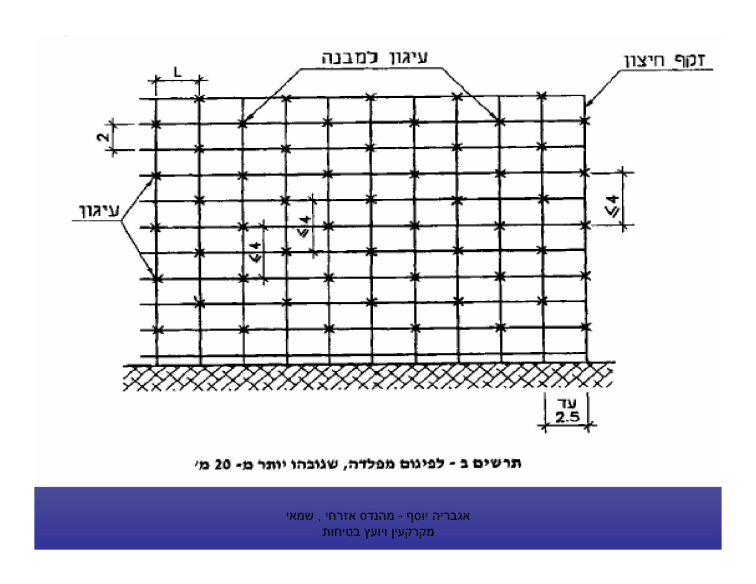 עיגון למבנה
זקף חיצון
L
2
עיגון
≤4
≤4
≤4
עד
2.5
תרשים ב - לפיגום מפלדה, שגובהו יותר מ- 20 מ'
אגבריה יוסף - מהנדס אזרחי , שמאי
מקרקעין ויועץ בטיחות